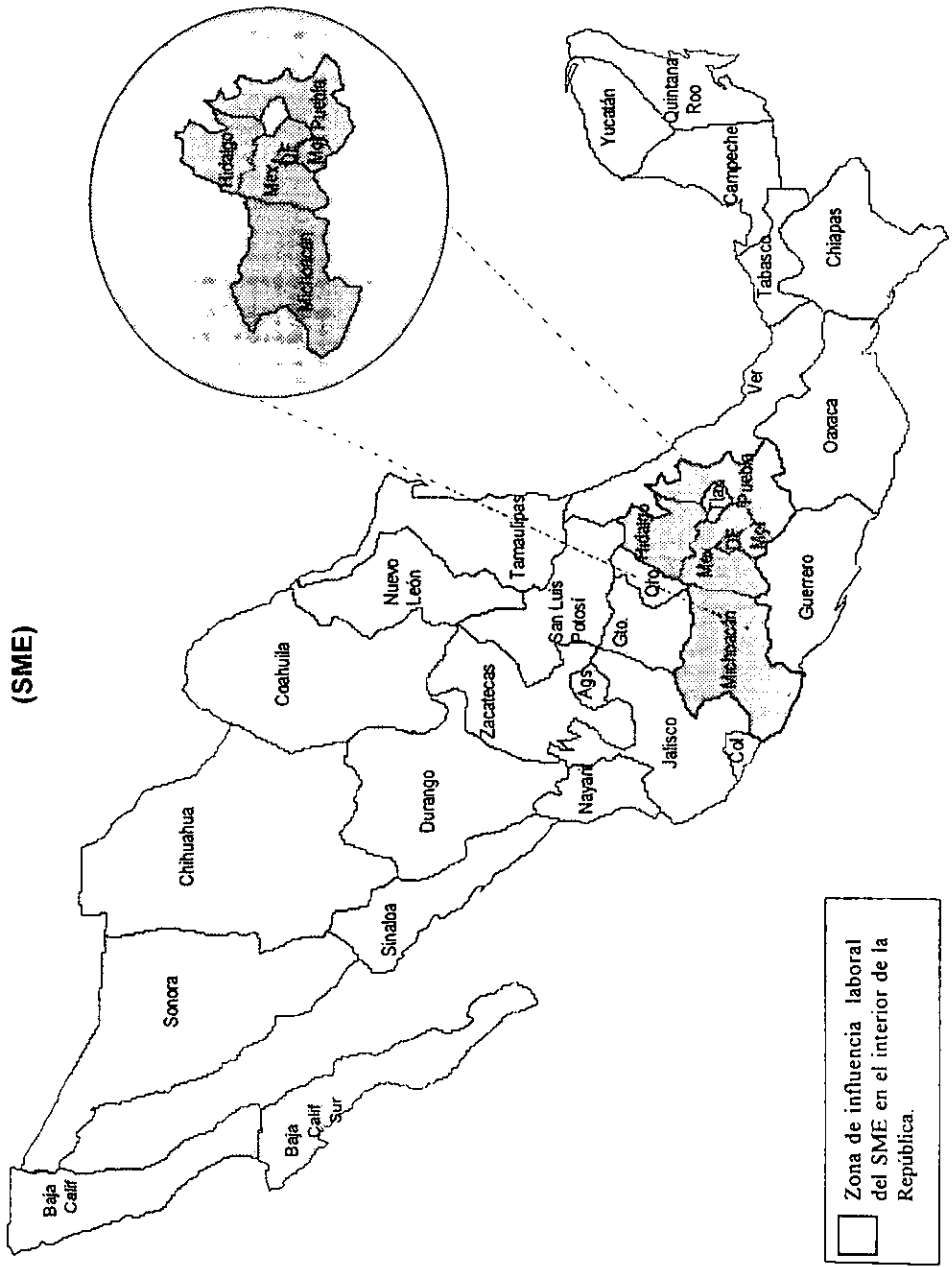 (SME)
Baja
Calif
Baja
Calif
Sur
Sonora
Chihuahua
Coahuila
Nuevo
León
Tamaulipas
Sinaloa
Durango
Zacatecas
San Luis
Potosí
Nayarit
Ags
Jalisco
Col
Gto.
Qro
Hidalgo
Michoacán
Mex
DF
Mor
Tlax
Puebla
Guerrero
Ver
Oaxaca
Tabasco
Chiapas
Campeche
Yucatán
Quintana
Roo
Hidalgo
Mex
DF
Mor
Puebla
Michoacán
Zona de influencia laboral
del SME en el interior de la
República.